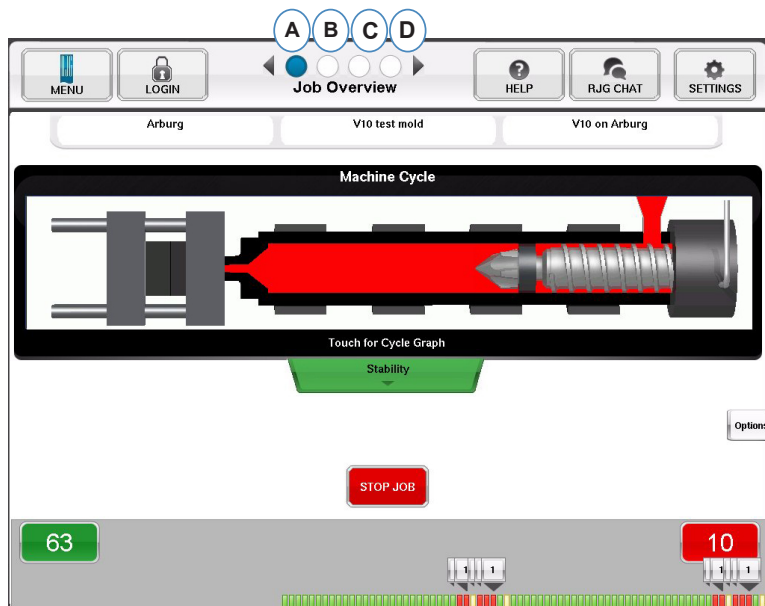 A B C D
MENU LOGIN Job Overview HELP RJG CHAT SETTINGS
Arburg V10 test mold V10 on Arburg
Machine Cycle
Touch for Cycle Graph
Stability
Option
STOP JOB
63 10
1 1 1 1